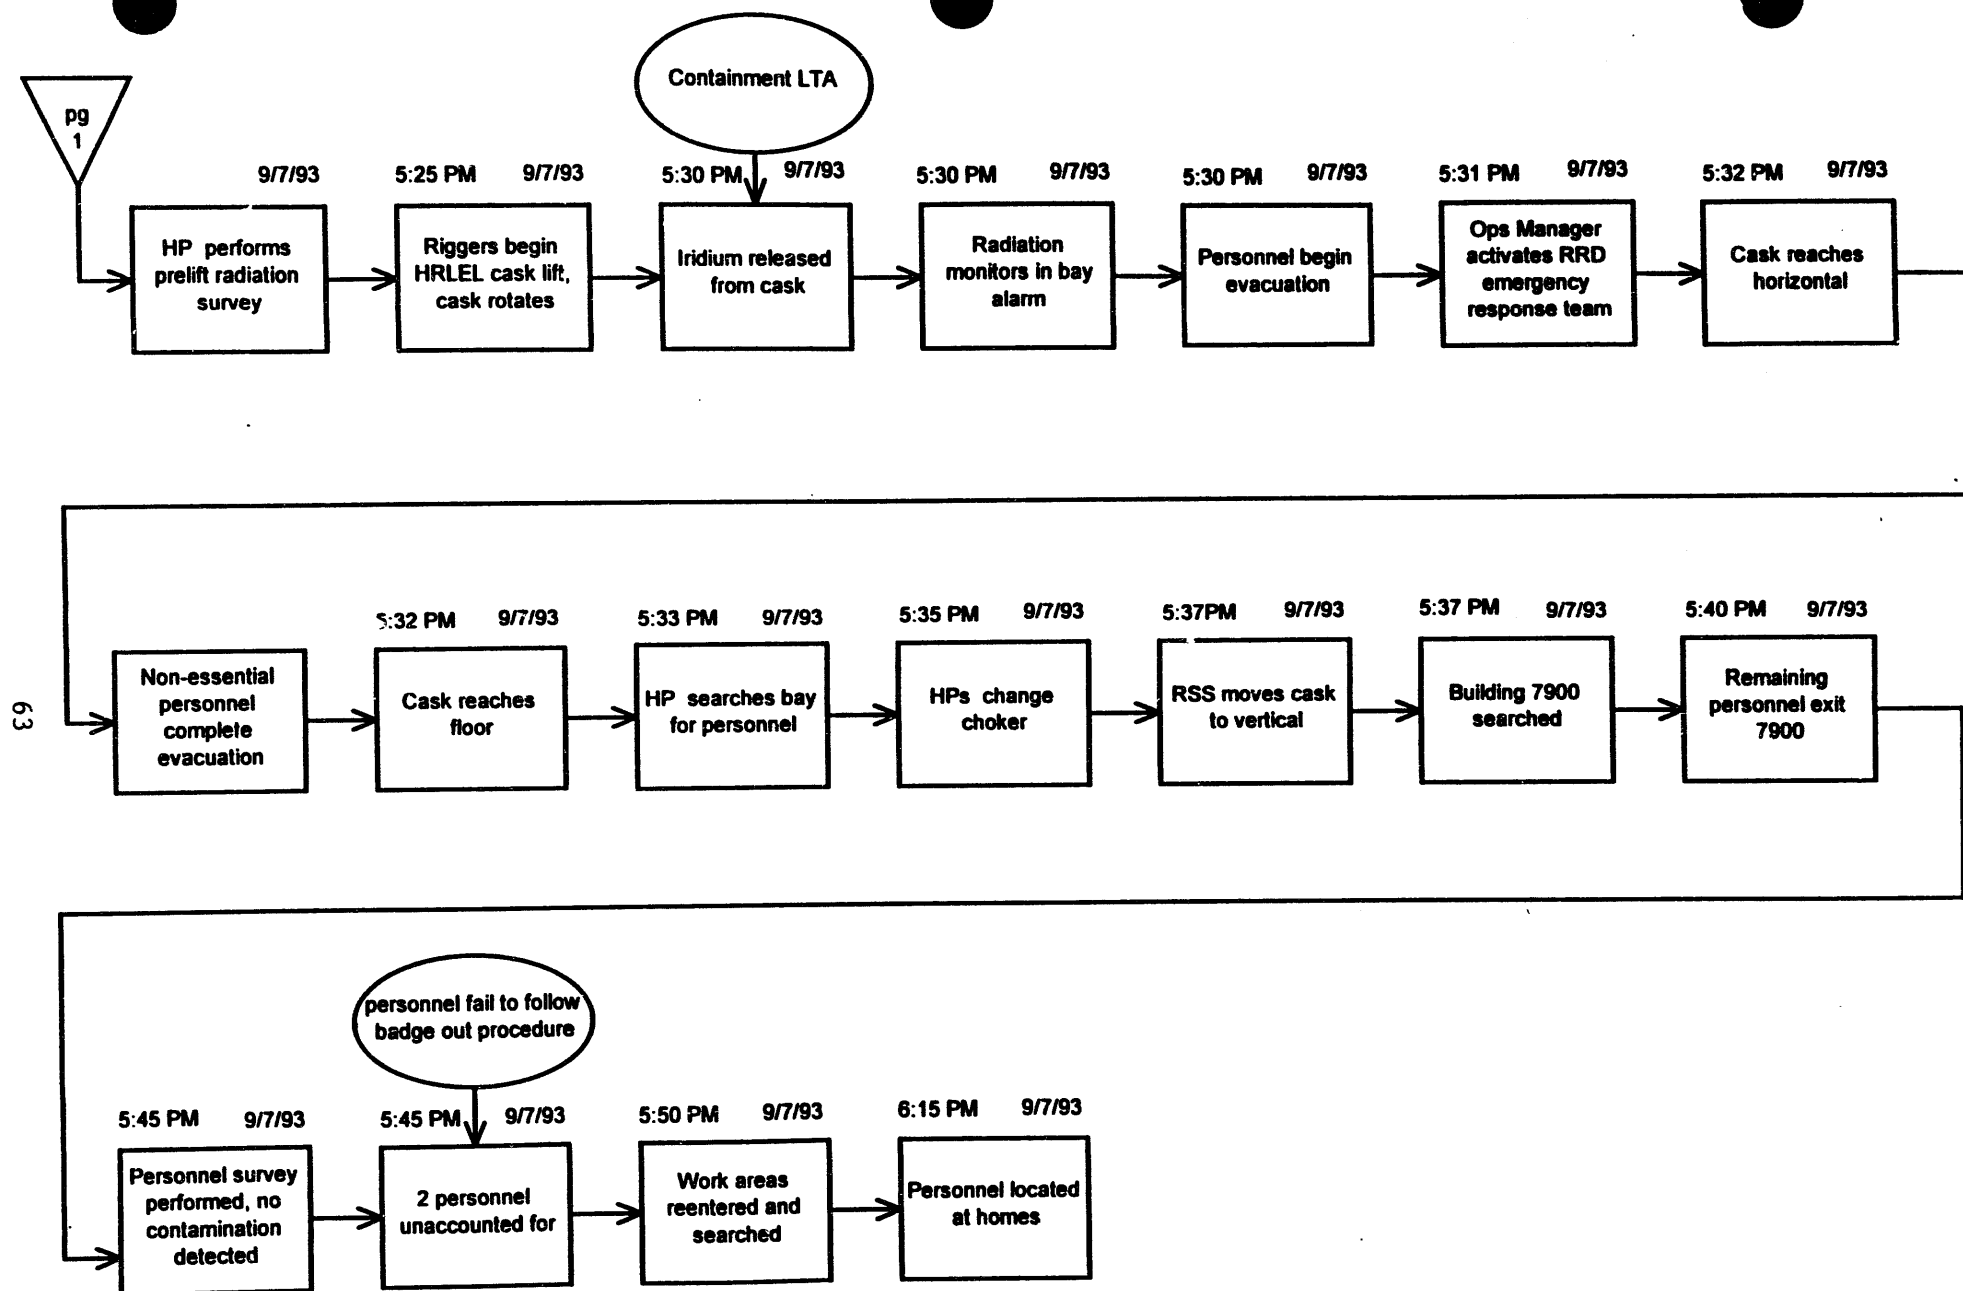 Containment LTA
pg
1
9/7/93
5:25 PM 9/7/93
5:30 PM 9/7/93
5:30 PM 9/7/93
5:30 PM 9/7/93
5:31 PM 9/7/93
5:32 PM 9/7/93
HP performs
prelift radiation
survey
Riggers begin
HRLEL cask lift,
cask rotates
Iridium released
from cask
Radiation
monitors in bay
alarm
Personnel begin
evacuation
Ops Manager
activates RRD
emergency
response team
Cask reaches
horizontal
5:32 PM 9/7/93
5:33 PM 9/7/93
5:35 PM 9/7/93
5:37PM 9/7/93
5:37 PM 9/7/93
5:40 PM 9/7/93
Non-essential
personnel
complete
evacuation
Cask reaches
floor
HP searches bay
for personnel
HPs change
choker
RSS moves cask
to vertical
Building 7900
searched
Remaining
personnel exit
7900
63
personnel fail to follow
badge out procedure
5:45 PM 9/7/93
5:45 PM 9/7/93
5:50 PM 9/7/93
6:15 PM 9/7/93
Personnel survey
performed, no
contamination
detected
2 personnel
unaccounted for
Work areas
reentered and
searched
Personnel located
at homes